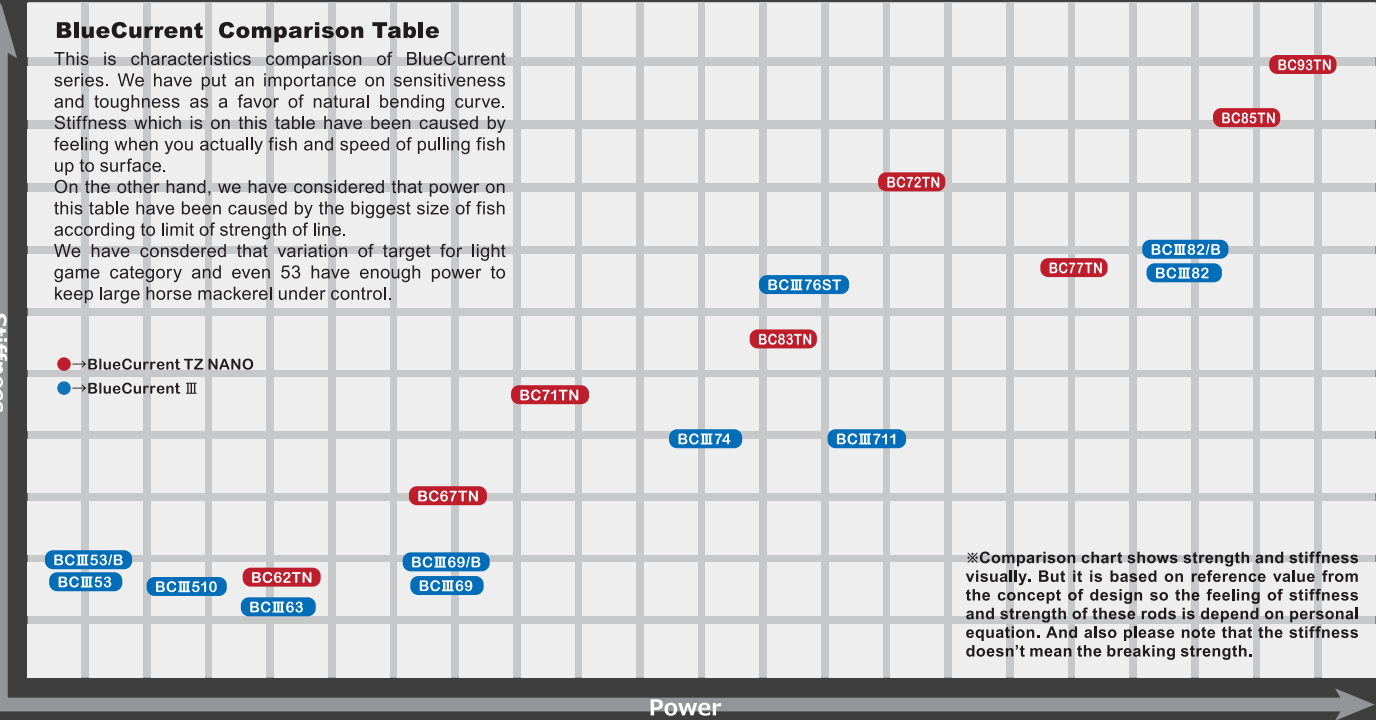 BlueCurrent Comparison Table
This is characteristics comparison of BlueCurrent
series. We have put an importance on sensitiveness
and toughness as a favor of natural bending curve.
Stiffness which is on this table have been caused by
feeling when you actually fish and speed of pulling fish
up to surface.
On the other hand, we have considered that power on
this table have been caused by the biggest size of fish
according to limit of strength of line.
We have consdered that variation of target for light
game category and even 53 have enough power to
keep large horse mackerel under control.
→BlueCurrent TZ NANO
→BlueCurrent Ⅲ
BC93TN
BC85TN
BC72TN
BCⅢ82/B
BC77TN
BCⅢ82
BCⅢ76ST
BC83TN
BC71TN
BCⅢ74
BCⅢ711
BC67TN
BCⅢ53/B
BCⅢ53
BCⅢ510
BC62TN
BCⅢ63
BCⅢ69/B
BCⅢ69
※Comparison chart shows strength and stiffness
visually. But it is based on reference value from
the concept of design so the feeling of stiffness
and strength of these rods is depend on personal
equation. And also please note that the stiffness
doesn't mean the breaking strength.
Stiffness
Power